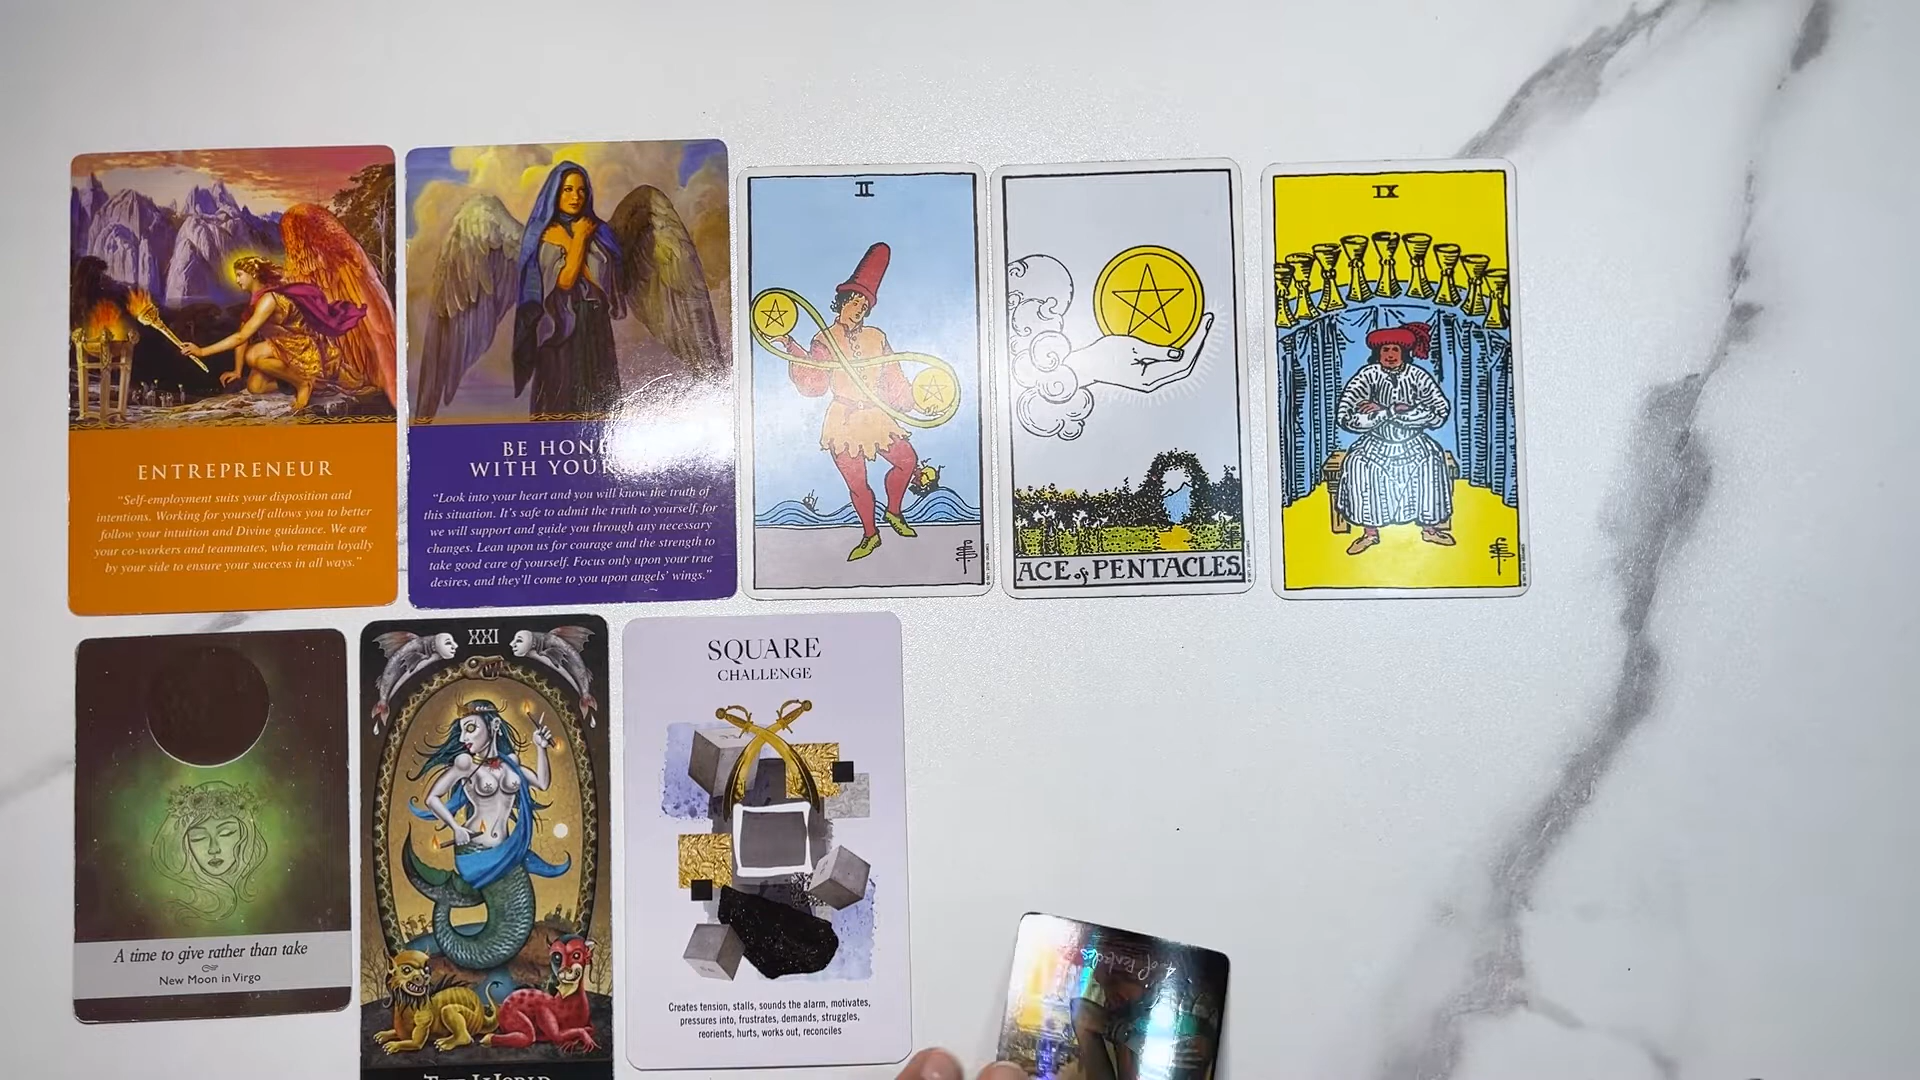 ENTREPRENEUR
"Self-employment suits your disposition and
intentions. Working for yourself allows you to better
follow your intuition and Divine guidance. We are
your co-workers and teammates, who remain loyally
by your side to ensure your success in all ways."
BE HONE
WITH YOUR
"Look into your heart and you will know the truth of
this situation. It's safe to admit the truth to yourself, for
we will support and guide you through any necessary
changes. Lean upon us for courage and the strength to
take good care of yourself. Focus only upon your true
desires, and they'll come to you upon angels' wings."
II
ACE of PENTACLES.
IX
A time to give rather than take
New Moon in Virgo
XXI
THE WORLD
SQUARE
CHALLENGE
Creates tension, stalls, sounds the alarm, motivates,
pressures into, frustrates, demands, struggles,
reorients, hurts, works out, reconciles
of Pentacles